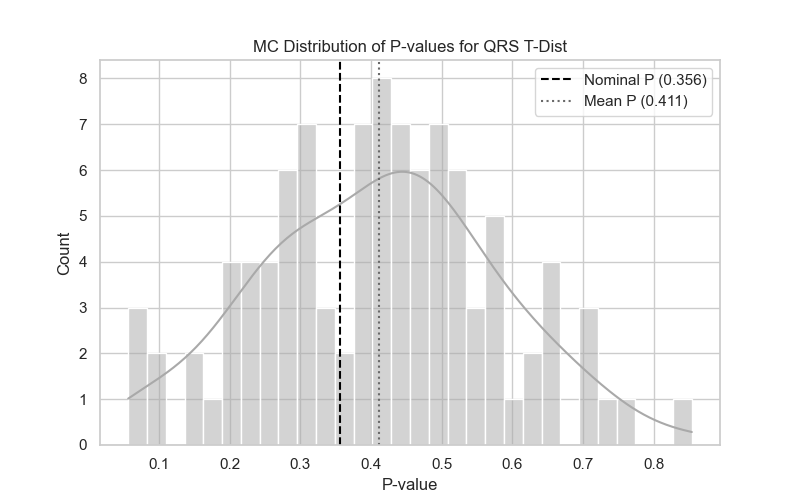 MC Distribution of P-values for QRS T-Dist
Nominal P (0.356)
Mean P (0.411)
Count
8
7
6
5
4
3
2
1
0
0.1 0.2 0.3 0.4 0.5 0.6 0.7 0.8
P-value